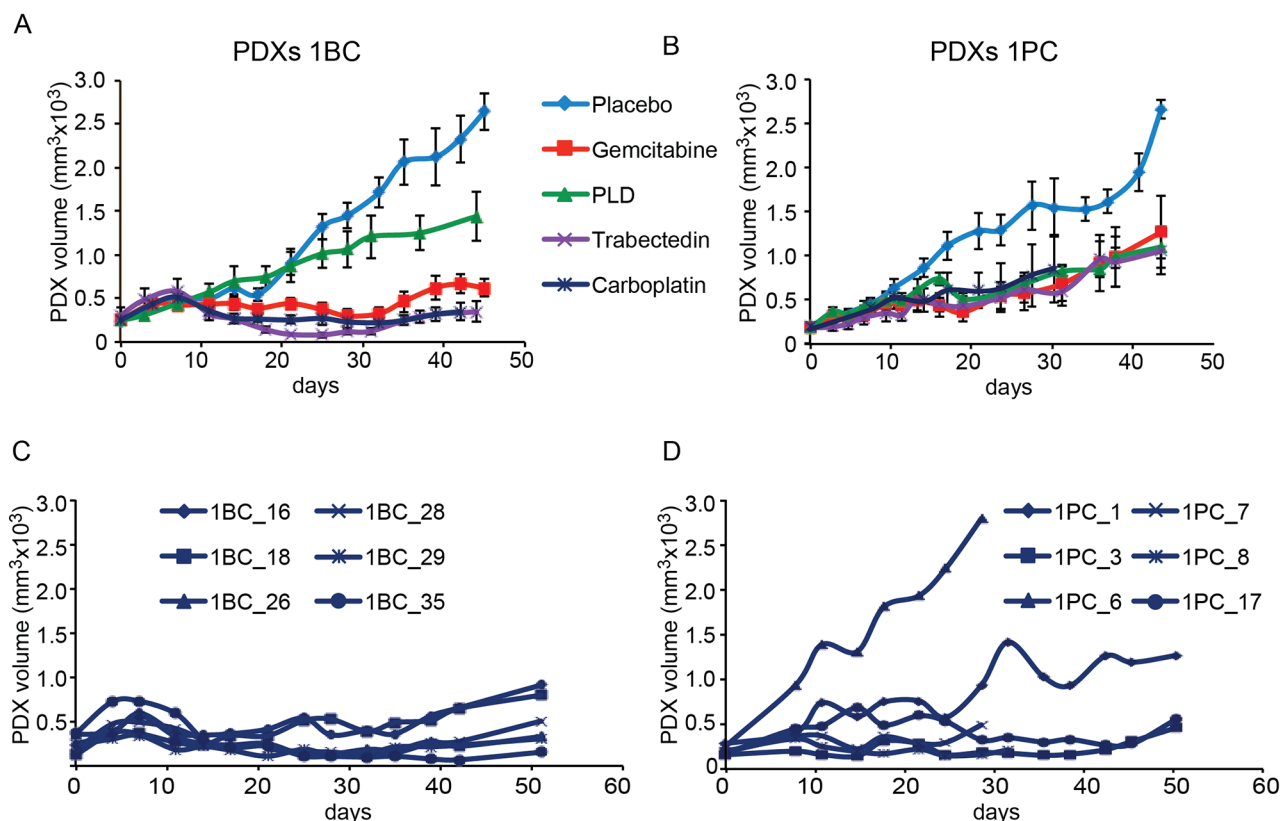 A
PDXs 1BC
PDX volume (mm³x10³)
3.0
2.5
2.0
1.5
1.0
0.5
0
0 10 20 30 40 50
days
Placebo
Gemcitabine
PLD
Trabectedin
Carboplatin
B
PDXs 1PC
PDX volume (mm³x10³)
3.0
2.5
2.0
1.5
1.0
0.5
0
0 10 20 30 40 50
days
C
PDX volume (mm³x10³)
3.0
2.5
2.0
1.5
1.0
0.5
0 10 20 30 40 50 60
days
1BC_16 1BC_28
1BC_18 1BC_29
1BC_26 1BC_35
D
PDX volume (mm³x10³)
3.0
2.5
2.0
1.5
1.0
0.5
0
0 10 20 30 40 50 60
days
1PC_1 1PC_7
1PC_3 1PC_8
1PC_6 1PC_17